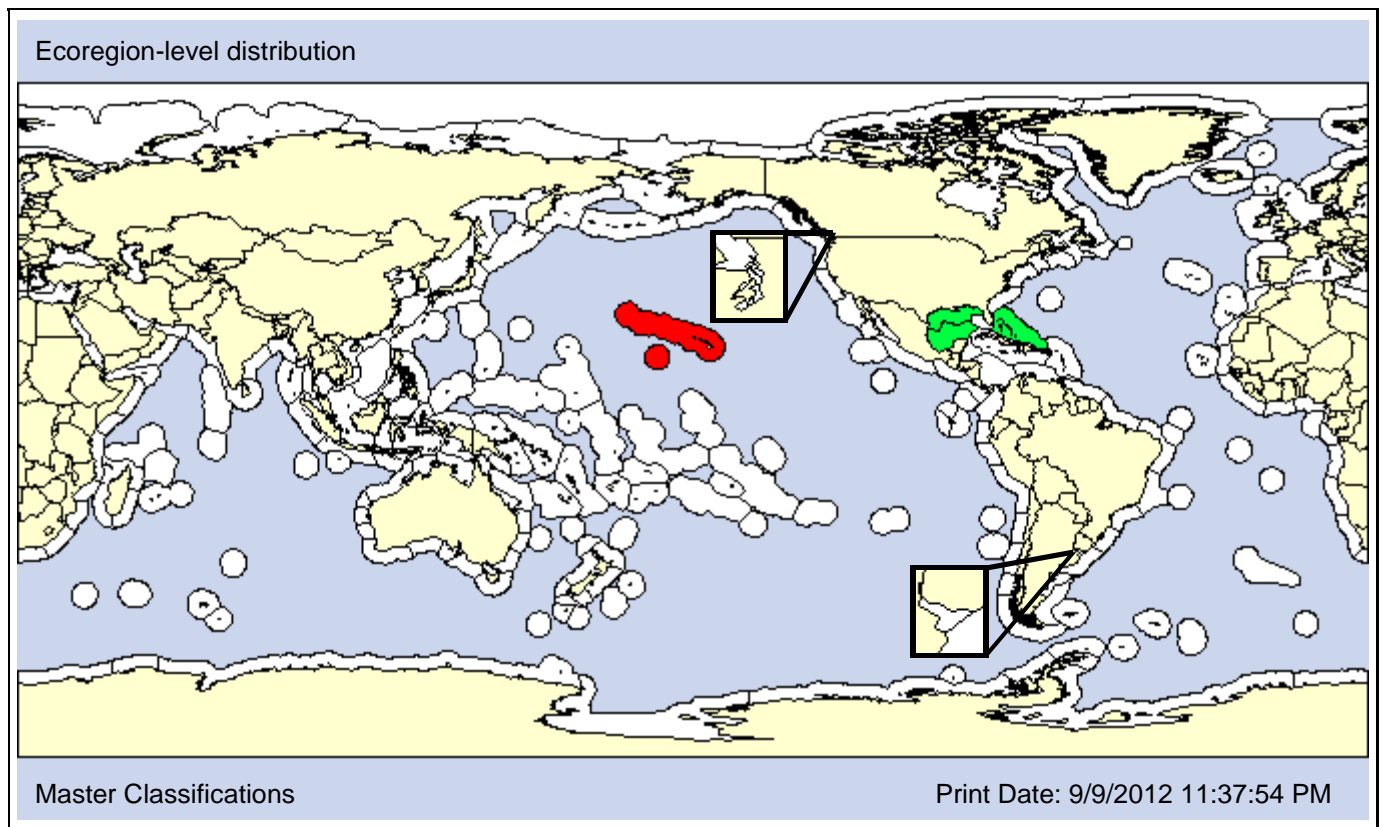 Ecoregion-level distribution
Master Classifications
Print Date: 9/9/2012 11:37:54 PM